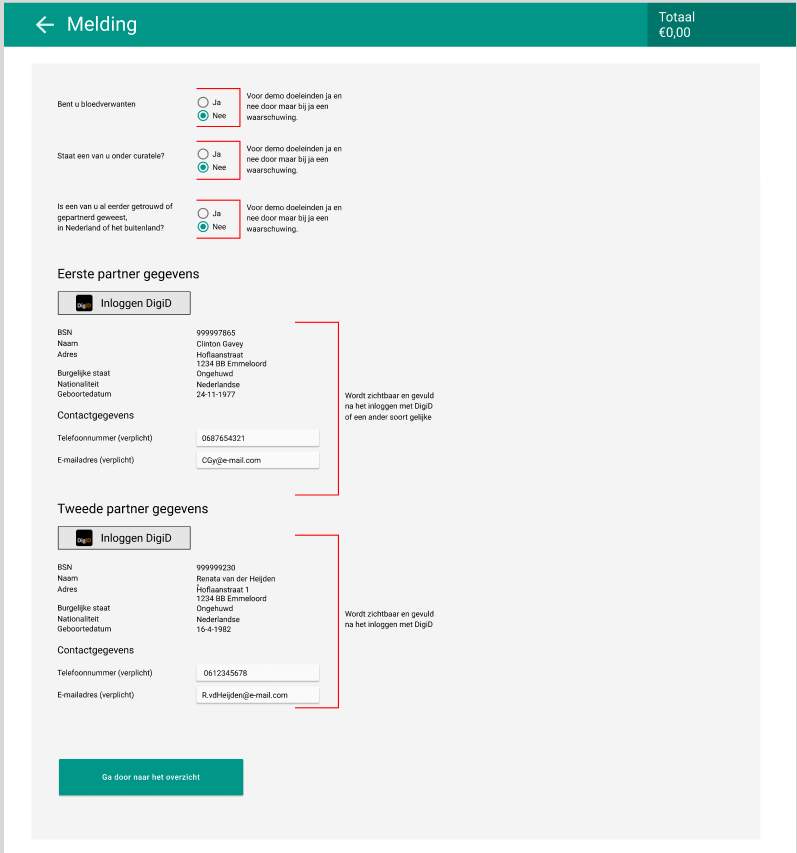 Melding
Totaal
€0,00
Bent u bloedverwanten
Ja
Nee
Voor demo doeleinden ja en
nee door maar bij ja een
waarschuwing.
Staat een van u onder curatele?
Ja
Nee
Voor demo doeleinden ja en
nee door maar bij ja een
waarschuwing.
Is een van u al eerder getrouwd of
gepartnerd geweest,
in Nederland of het buitenland?
Ja
Nee
Voor demo doeleinden ja en
nee door maar bij ja een
waarschuwing.
Eerste partner gegevens
DigiD Inloggen DigiD
BSN 999997865
Naam Clinton Gavey
Adres Hoflaanstraat
1234 BB Emmeloord
Burgelijke staat Ongehuwd
Nationaliteit Nederlandse
Geboortedatum 24-11-1977
Wordt zichtbaar en gevuld
na het inloggen met DigiD
of een ander soort gelijke
Contactgegevens
Telefoonnummer (verplicht) 0687654321
E-mailadres (verplicht) CGy@e-mail.com
Tweede partner gegevens
DigiD Inloggen DigiD
BSN 999999230
Naam Renata van der Heijden
Adres Hoflaanstraat 1
1234 BB Emmeloord
Burgelijke staat Ongehuwd
Nationaliteit Nederlandse
Geboortedatum 16-4-1982
Wordt zichtbaar en gevuld
na het inloggen met DigiD
Contactgegevens
Telefoonnummer (verplicht) 0612345678
E-mailadres (verplicht) R.vdHeijden@e-mail.com
Ga door naar het overzicht